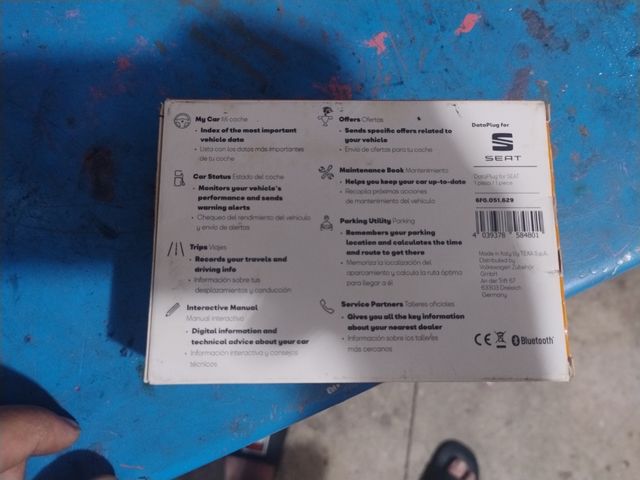 My Car Mi coche
• Index of the most important
vehicle data
• Lista con los datos más importantes
de tu coche
Car Status Estado del coche
• Monitors your vehicle's
performance and sends
warning alerts
• Chequeo del rendimiento del vehículo
y envío de alertas
Trips Viajes
• Records your travels and
driving info
• Información sobre tus
desplazamientos y conducción
Interactive Manual
Manual interactivo
• Digital information and
technical advice about your car
• Información interactiva y consejos
técnicos
Offers Ofertas
• Sends specific offers related to
your vehicle
• Envío de ofertas para tu coche
Maintenance Book Mantenimiento
• Helps you keep your car up-to-date
• Recopila próximas acciones
de mantenimiento del vehículo
Parking Utility Parking
• Remembers your parking
location and calculates the time
and route to get there
• Memoriza la localización del
aparcamiento y calcula la ruta óptima
para llegar a él
Service Partners Talleres oficiales
• Gives you all the key information
about your nearest dealer
• Información sobre los talleres
más cercanos
DataPlug for
SEAT
DataPlug for SEAT
1 pieza / 1 piece
6F0.051.629
4 039378 584801
Made in Italy by TEXA S.p.A.
Distributed by
Volkswagen Zubehör
GmbH
An der Trift 67
63303 Dreieich
Germany
CE Bluetooth